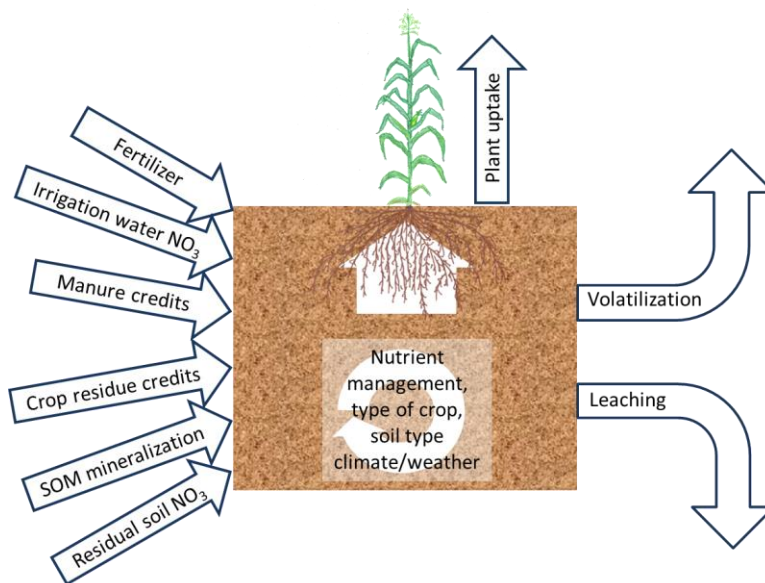 Fertilizer
Irrigation water NO₃
Manure credits
Crop residue credits
SOM mineralization
Residual soil NO₃
Plant uptake
Nutrient
management,
type of crop,
soil type
climate/weather
Volatilization
Leaching